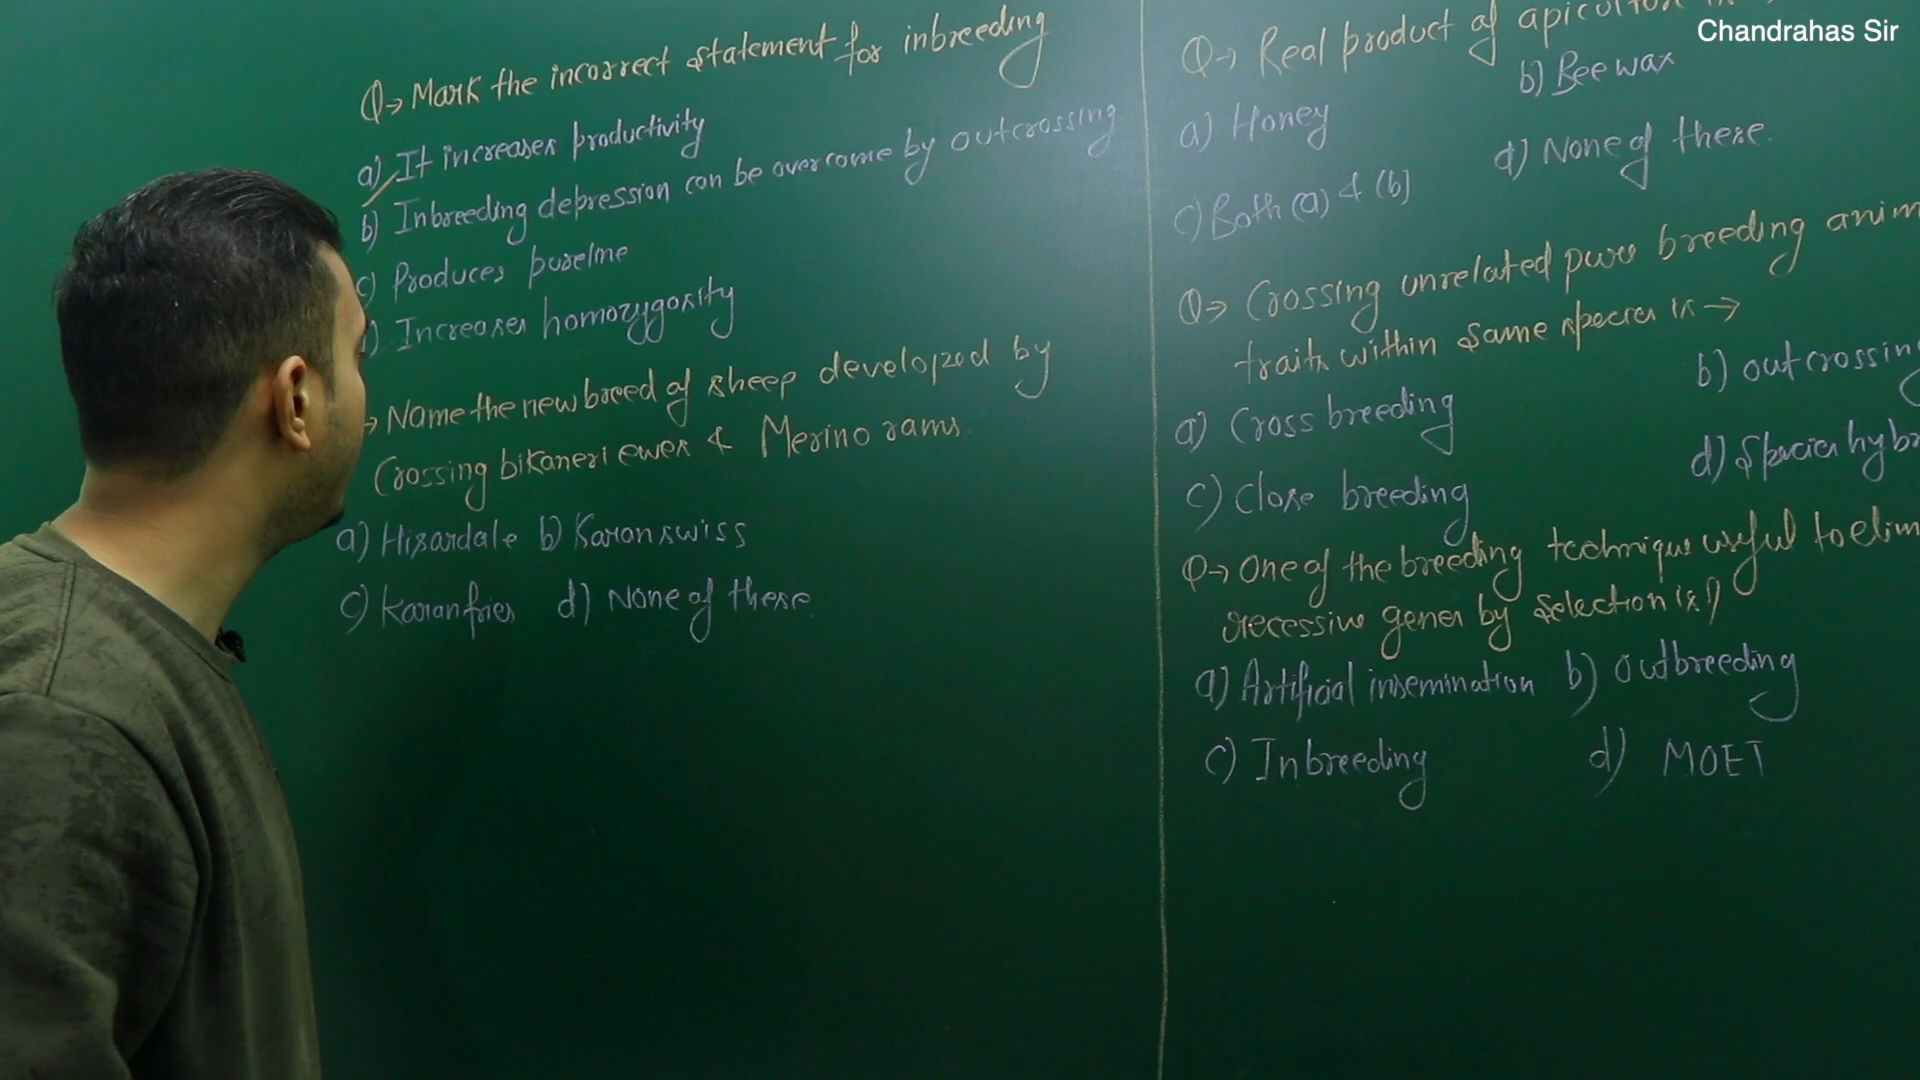 Chandrahas Sir
Q→ Mark the incorrect statement for inbreeding
a) It increases productivity
b) Inbreeding depression can be overcome by outcrossing
c) Produces pureline
) Increases homozygosity
→ Name the new breed of sheep developed by
Crossing bikaneri ewes & Merino rams.
a) Hisardale b) Karanswiss
c) Karanfries d) None of these.
Q→ Real product of
a) Honey
b) Bee wax
c) Both (a) & (b)
d) None of these.
Q→ Crossing unrelated pure breeding anim
traits within same species is →
a) Cross breeding
b) outcrossing
c) Close breeding
d) Species hybr
Q→ One of the breeding technique useful to elim
recessive genes by selection is?
a) Artificial insemination b) outbreeding
c) Inbreeding d) MOET